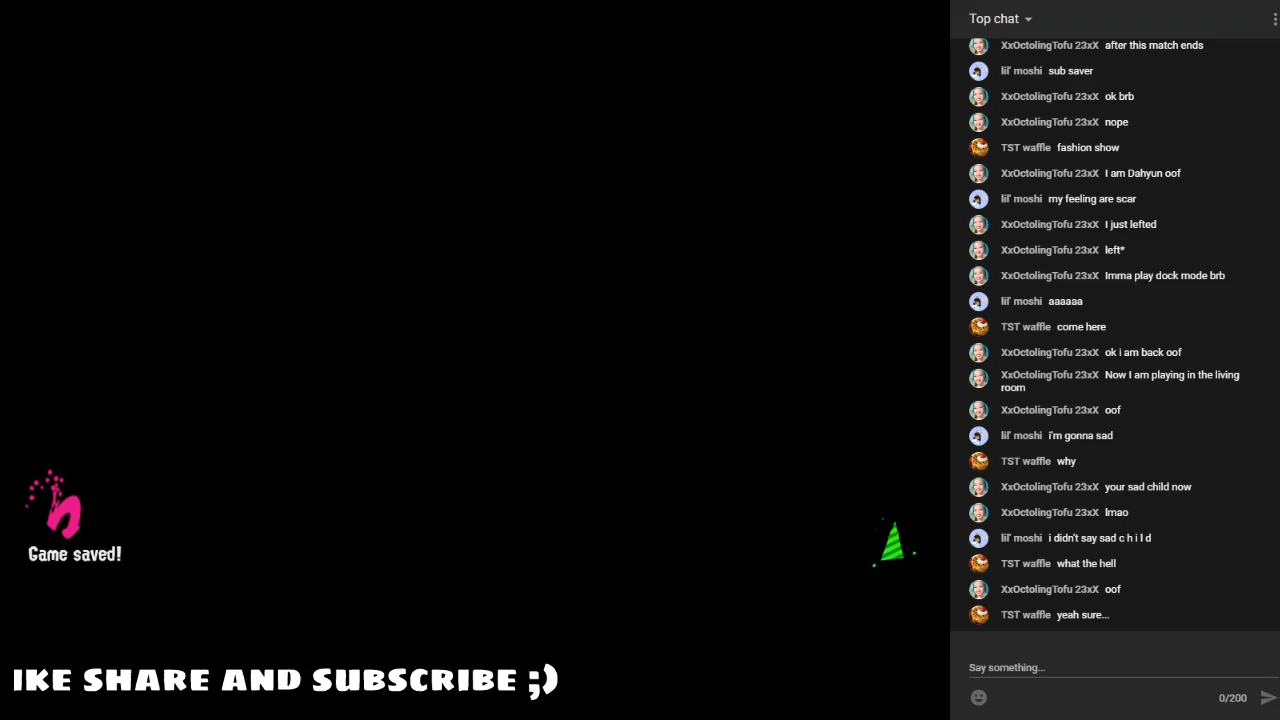 Top chat
XxOctolingTofu 23xX after this match ends
lil' moshi sub saver
XxOctolingTofu 23xX ok brb
XxOctolingTofu 23xX nope
TST waffle fashion show
XxOctolingTofu 23xX I am Dahyun oof
lil' moshi my feeling are scar
XxOctolingTofu 23xX I just lefted
XxOctolingTofu 23xX left*
XxOctolingTofu 23xX Imma play dock mode brb
lil' moshi aaaaaa
TST waffle come here
XxOctolingTofu 23xX ok i am back oof
XxOctolingTofu 23xX Now I am playing in the living
room
XxOctolingTofu 23xX oof
lil' moshi i'm gonna sad
TST waffle why
XxOctolingTofu 23xX your sad child now
XxOctolingTofu 23xX lmao
lil' moshi i didn't say sad c h i l d
TST waffle what the hell
XxOctolingTofu 23xX oof
TST waffle yeah sure...
Say something...
0/200
Game saved!
IKE SHARE AND SUBSCRIBE ;)